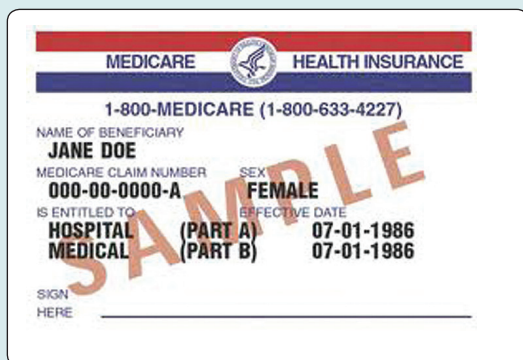 MEDICARE HEALTH INSURANCE
1-800-MEDICARE (1-800-633-4227)
NAME OF BENEFICIARY
JANE DOE
MEDICARE CLAIM NUMBER SEX
000-00-0000-A FEMALE
IS ENTITLED TO EFFECTIVE DATE
HOSPITAL (PART A) 07-01-1986
MEDICAL (PART B) 07-01-1986
SAMPLE
SIGN
HERE